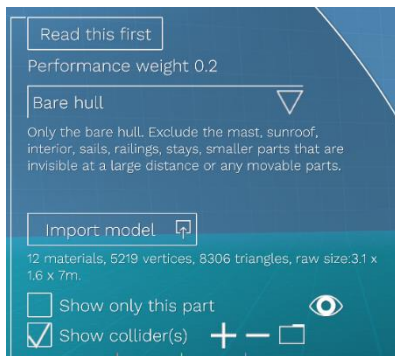 Read this first
Performance weight 0.2
Bare hull
Only the bare hull. Exclude the mast, sunroof,
interior, sails, railings, stays, smaller parts that are
invisible at a large distance or any movable parts.
Import model
12 materials, 5219 vertices, 8306 triangles, raw size:3.1 x
1.6 x 7m.
Show only this part
Show collider(s)